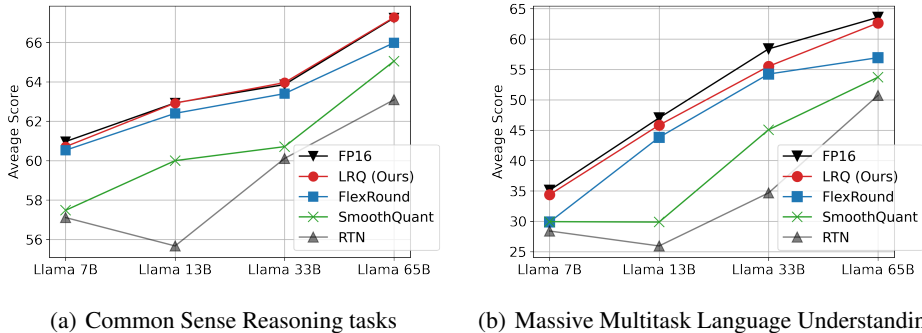 Aveage Score
66
64
62
60
58
56
FP16
LRQ (Ours)
FlexRound
SmoothQuant
RTN
Llama 7B
Llama 13B
Llama 33B
Llama 65B
(a) Common Sense Reasoning tasks
Aveage Score
65
60
55
50
45
40
35
30
25
FP16
LRQ (Ours)
FlexRound
SmoothQuant
RTN
Llama 7B
Llama 13B
Llama 33B
Llama 65B
(b) Massive Multitask Language Understandin